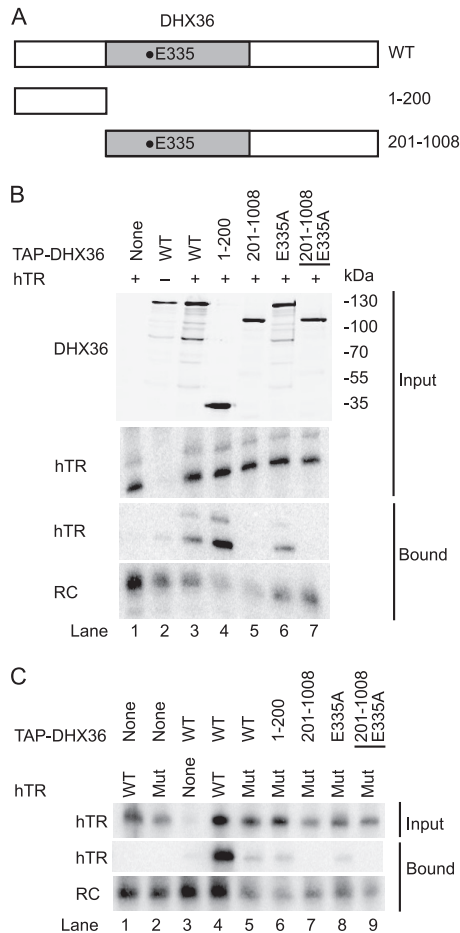 A
DHX36
E335
WT
1-200
E335
201-1008
B
TAP-DHX36 None WT WT 1-200 201-1008 E335A 201-1008 E335A
hTR + – + + + + + kDa
DHX36
-130
-100
-70
-55
-35
Input
hTR
hTR
Bound
RC
Lane 1 2 3 4 5 6 7
C
TAP-DHX36 None None WT WT WT 1-200 201-1008 E335A 201-1008 E335A
hTR WT Mut None WT Mut Mut Mut Mut Mut
hTR Input
hTR
Bound
RC
Lane 1 2 3 4 5 6 7 8 9